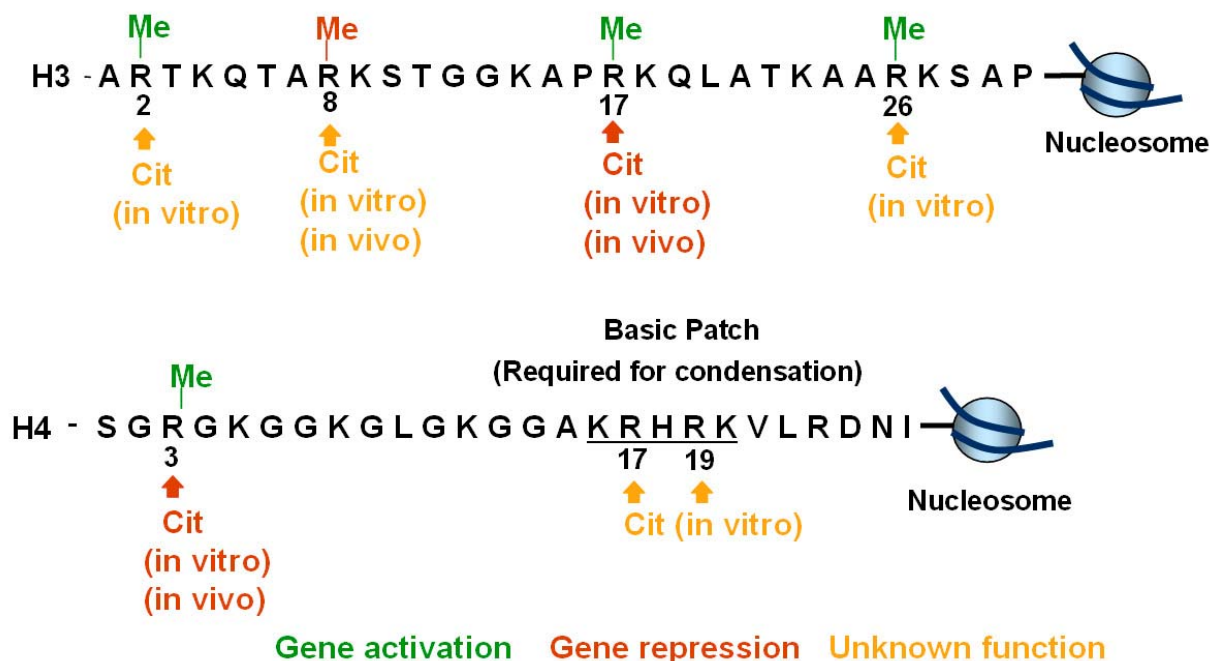 Me Me Me Me
H3 - A R T K Q T A R K S T G G K A P R K Q L A T K A A R K S A P
2 8 17 26
Nucleosome
Cit Cit Cit Cit
(in vitro) (in vitro) (in vitro) (in vitro)
(in vivo) (in vivo)
Basic Patch
(Required for condensation)
Me
H4 - S G R G K G G K G L G K G G A K R H R K V L R D N I
3 17 19
Nucleosome
Cit Cit (in vitro)
(in vitro)
(in vivo)
Gene activation Gene repression Unknown function